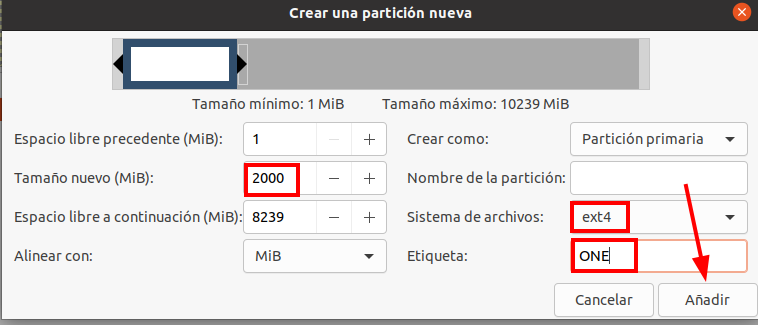 Crear una partición nueva
Tamaño mínimo: 1 MiB Tamaño máximo: 10239 MiB
Espacio libre precedente (MiB): 1 Crear como: Partición primaria
Tamaño nuevo (MiB): 2000 Nombre de la partición:
Espacio libre a continuación (MiB): 8239 Sistema de archivos: ext4
Alinear con: MiB Etiqueta: ONE
Cancelar Añadir